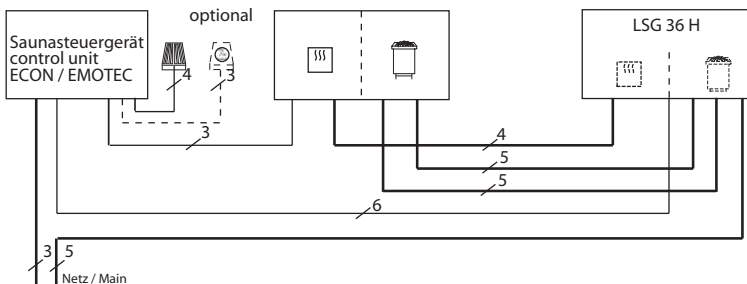 optional
Saunasteuergerät
control unit
ECON / EMOTEC
LSG 36 H
4
3
3
4
5
5
6
3
5
Netz / Main